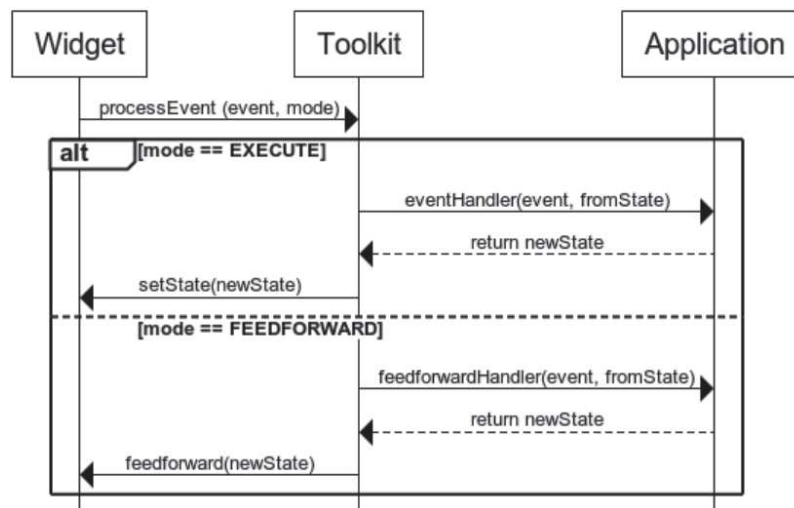 Widget
Toolkit
Application
processEvent (event, mode)
alt
[mode == EXECUTE]
eventHandler(event, fromState)
return newState
setState(newState)
[mode == FEEDFORWARD]
feedforwardHandler(event, fromState)
return newState
feedforward(newState)